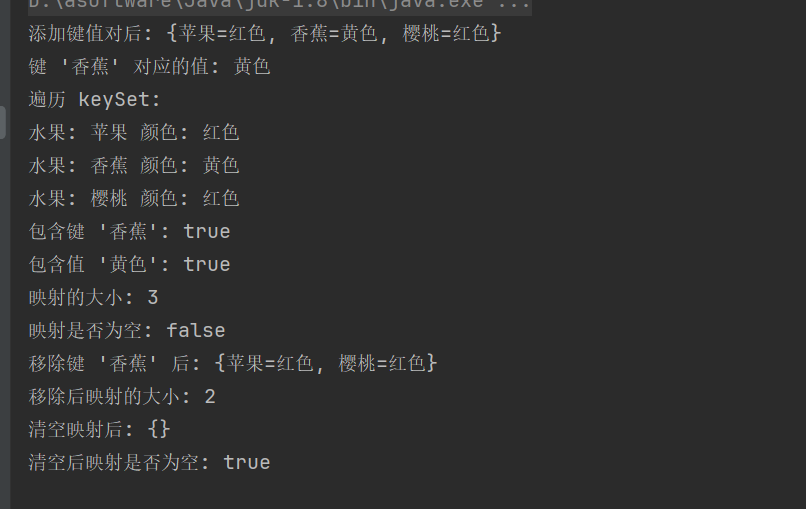 D:\asoftware\Java\jdk-1.8\bin\java.exe ...
添加键值对后: {苹果=红色, 香蕉=黄色, 樱桃=红色}
键 '香蕉' 对应的值: 黄色
遍历 keySet:
水果: 苹果 颜色: 红色
水果: 香蕉 颜色: 黄色
水果: 樱桃 颜色: 红色
包含键 '香蕉': true
包含值 '黄色': true
映射的大小: 3
映射是否为空: false
移除键 '香蕉' 后: {苹果=红色, 樱桃=红色}
移除后映射的大小: 2
清空映射后: {}
清空后映射是否为空: true